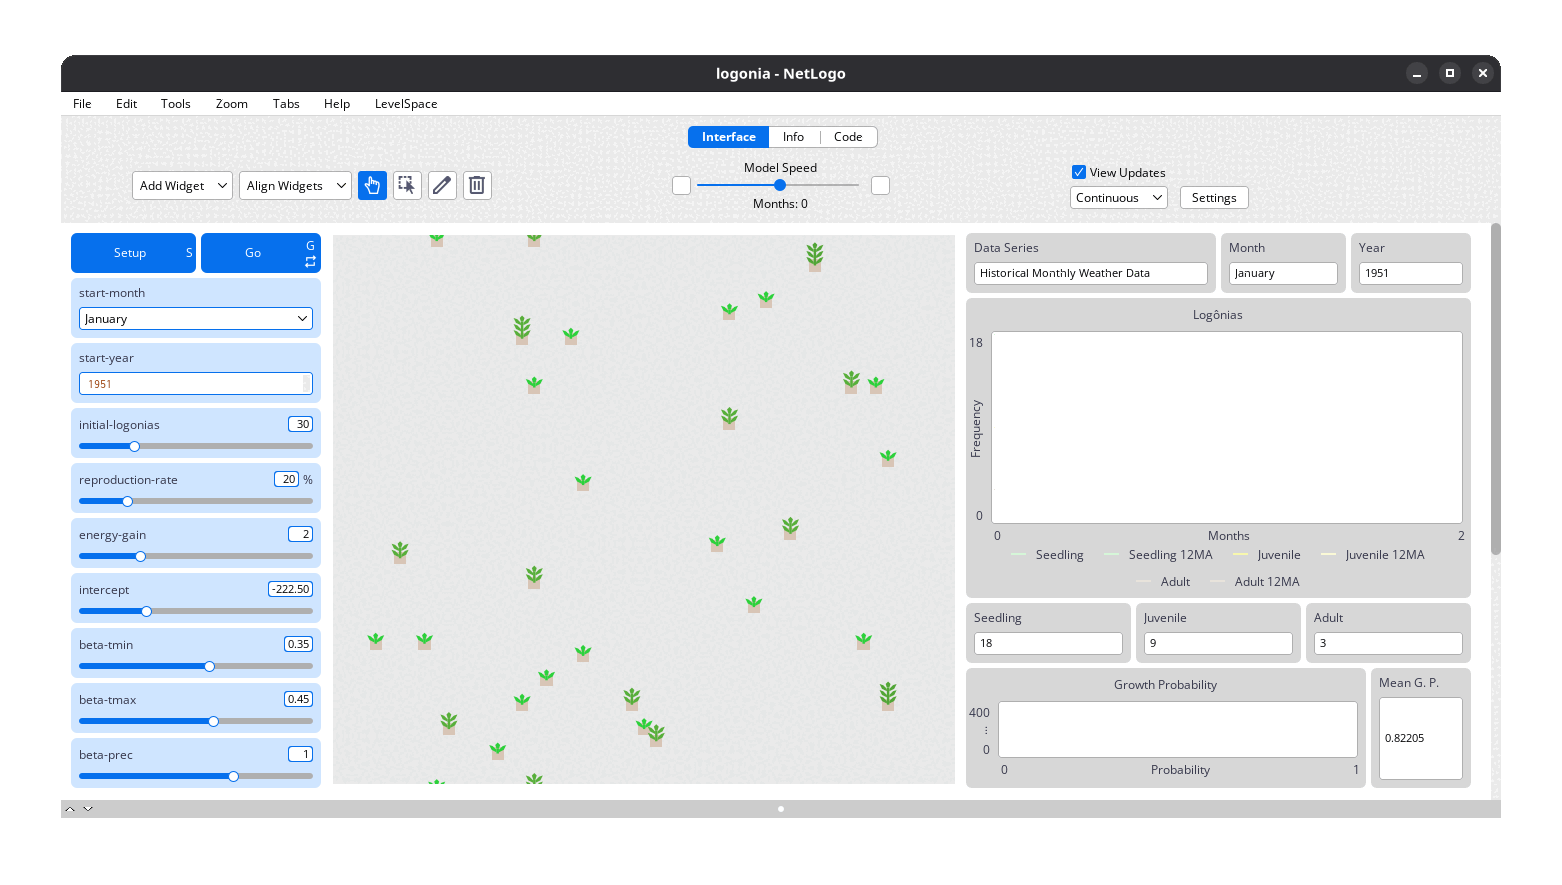 logonia - NetLogo
File Edit Tools Zoom Tabs Help LevelSpace
Interface Info Code
Add Widget Align Widgets
Model Speed
Months: 0
View Updates
Continuous Settings
Setup S
Go G
start-month
January
start-year
1951
initial-logonias 30
reproduction-rate 20 %
energy-gain 2
intercept -222.50
beta-tmin 0.35
beta-tmax 0.45
beta-prec 1
Data Series
Historical Monthly Weather Data
Month
January
Year
1951
Logônias
18
Frequency
0
0 Months 2
Seedling Seedling 12MA Juvenile Juvenile 12MA
Adult Adult 12MA
Seedling
18
Juvenile
9
Adult
3
Growth Probability
400
0
0 Probability 1
Mean G. P.
0.82205